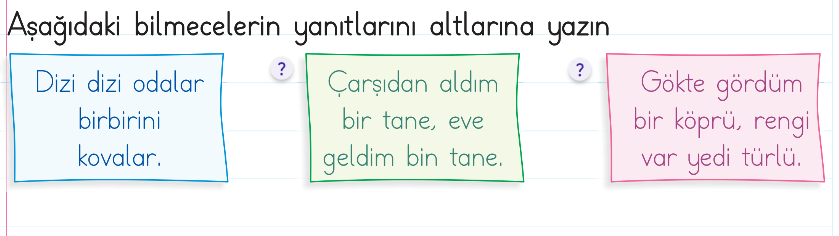 Aşağıdaki bilmecelerin yanıtlarını altlarına yazın
Dizi dizi odalar
birbirini
kovalar.
?
Çarşıdan aldım
bir tane, eve
geldim bin tane.
?
Gökte gördüm
bir köprü, rengi
var yedi türlü.